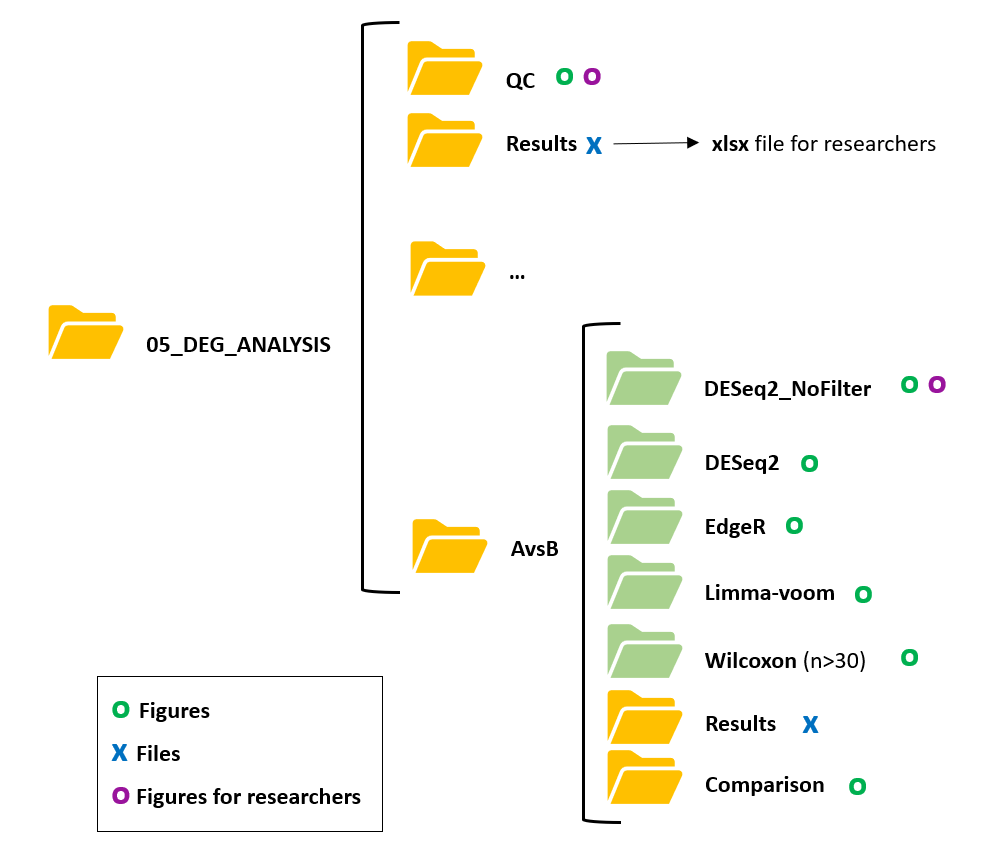 QC O O
Results X xlsx file for researchers
...
05_DEG_ANALYSIS
DESeq2_NoFilter O O
DESeq2 O
EdgeR O
AvsB
Limma-voom O
Wilcoxon (n>30) O
Results X
Comparison O
O Figures
X Files
O Figures for researchers